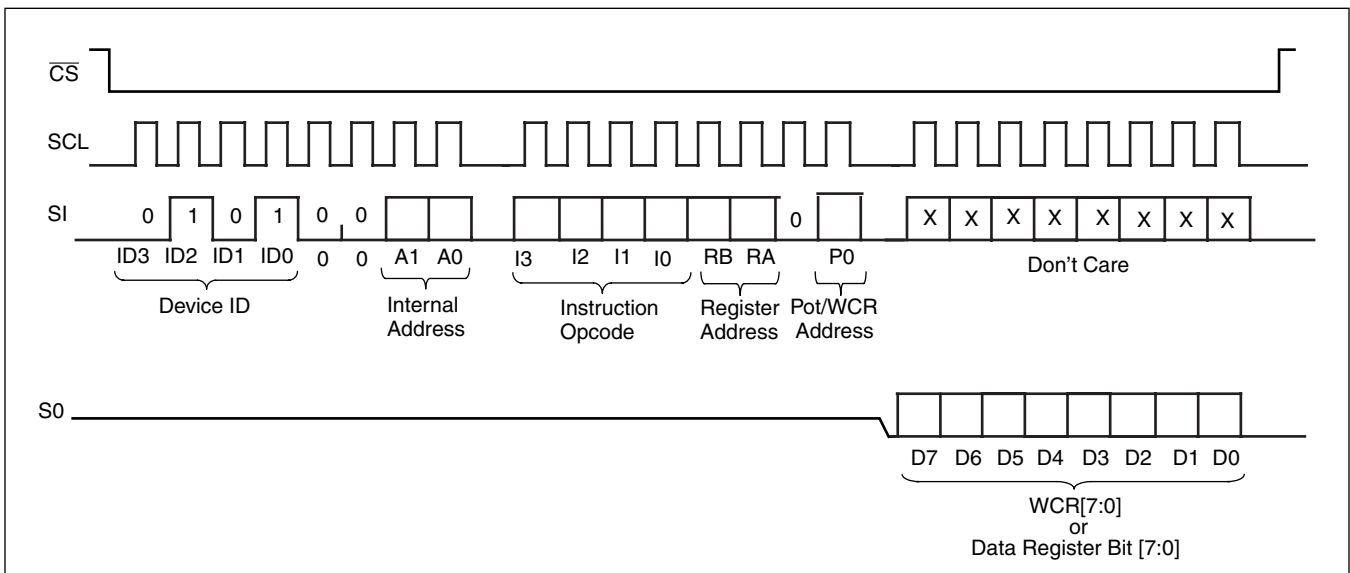 CS
SCL
SI
0 1 0 1 0 0 0 X X X X X X X X
ID3 ID2 ID1 ID0 0 0 A1 A0 I3 I2 I1 I0 RB RA P0 Don't Care
Device ID Internal Address Instruction Opcode Register Address Pot/WCR Address
S0
D7 D6 D5 D4 D3 D2 D1 D0
WCR[7:0]
or
Data Register Bit [7:0]